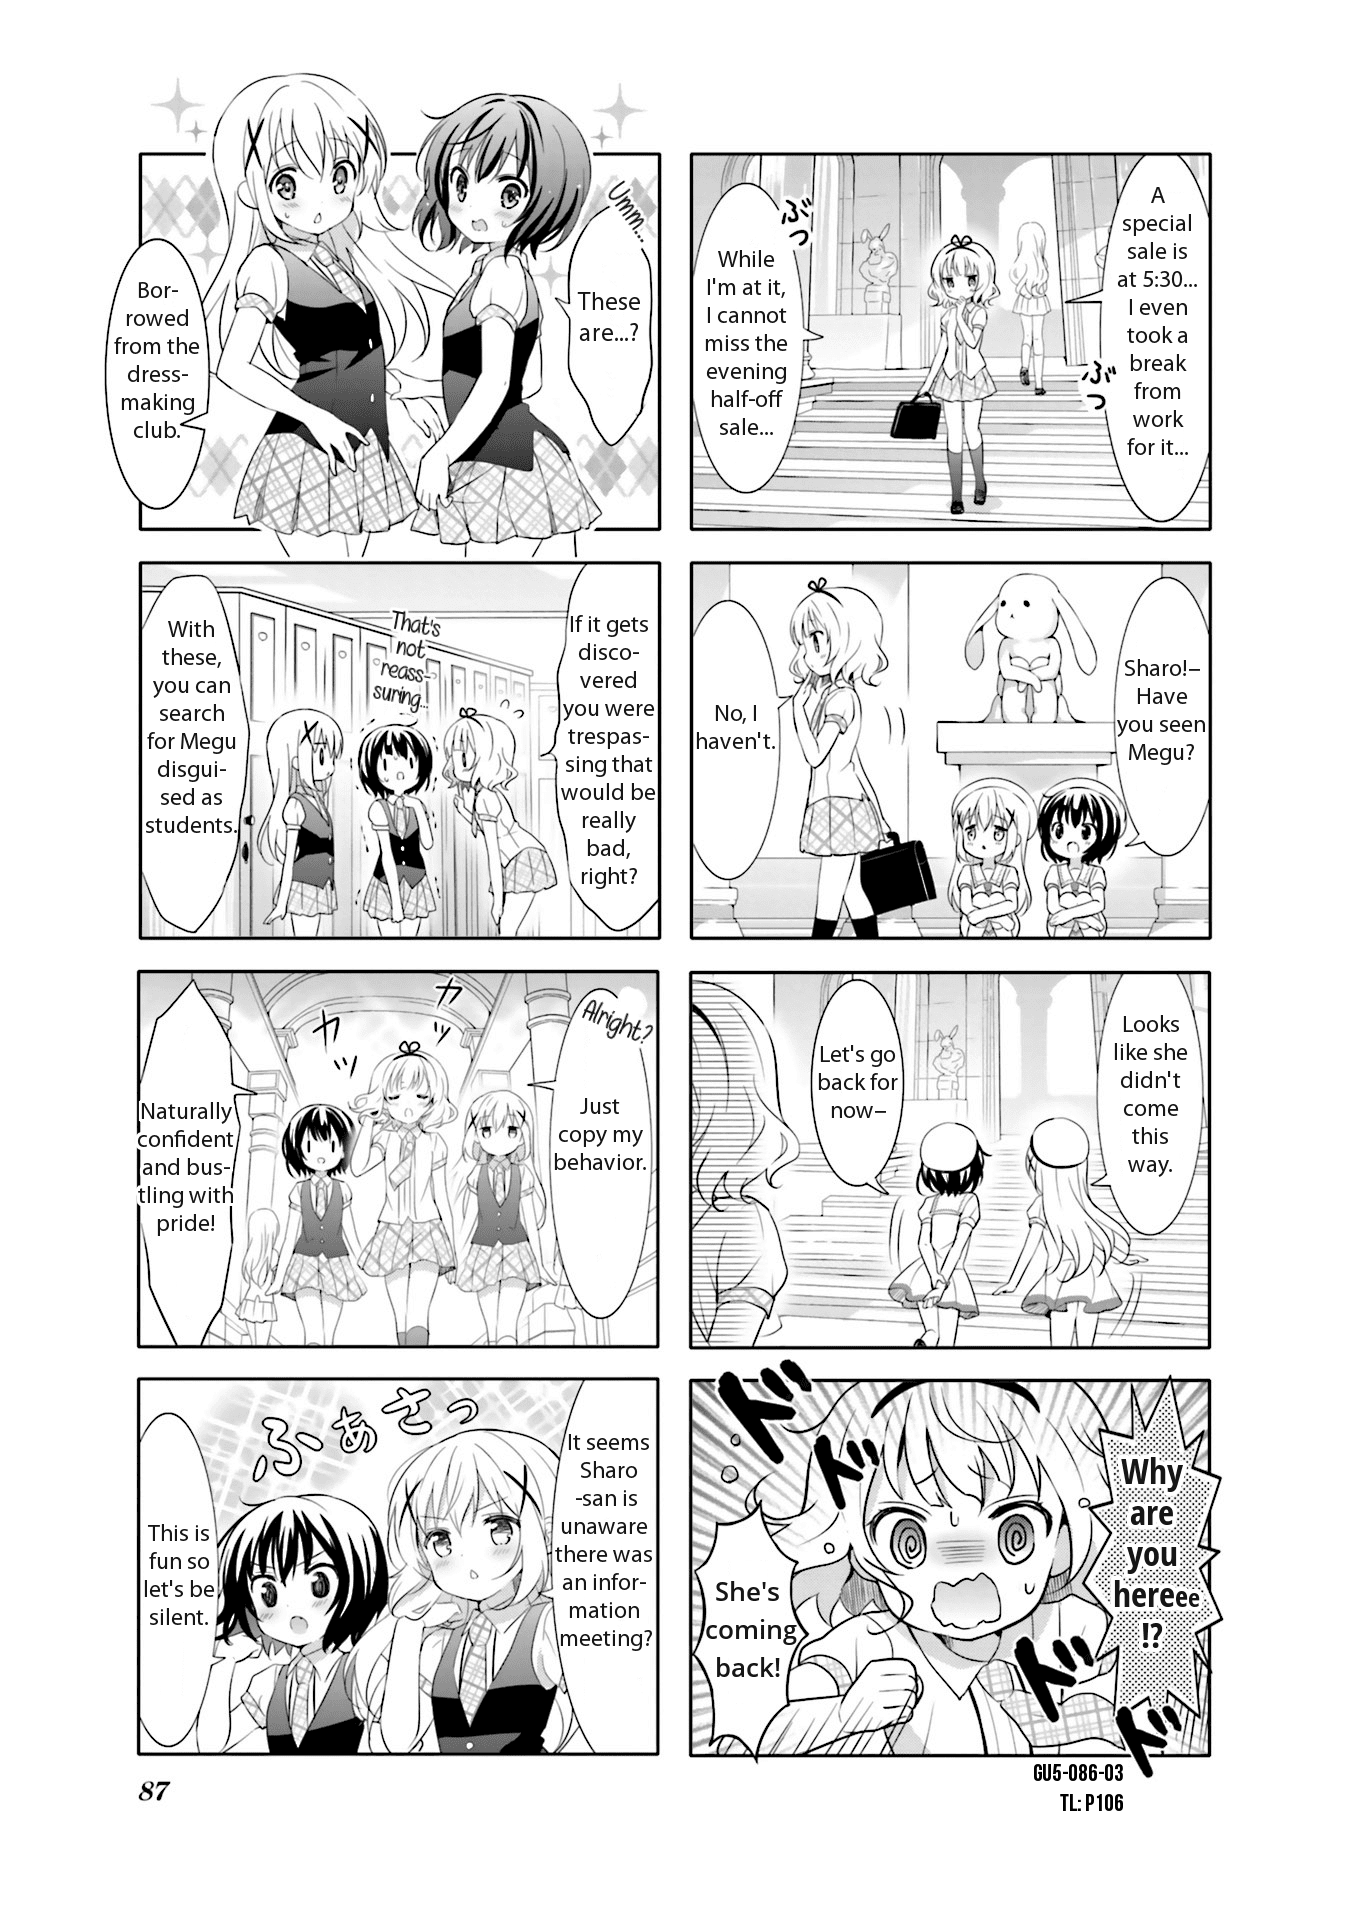 A
special
sale is
at 5:30...
I even
took a
break
from
work
for it...
ぶつ
ぶっ
While
I'm at it,
I cannot
miss the
evening
half-off
sale...
Sharo!–
Have
you seen
Megu?
No, I
haven't.
Looks
like she
didn't
come
this
way.
Let's go
back for
now–
Why
are
you
hereee
!?
ドドドド
She's
coming
back!
GU5-086-03
TL: P106
Umm...
These
are...?
Bor-
rowed
from the
dress-
making
club.
If it gets
disco-
vered
you were
trespas-
sing that
would be
really
bad,
right?
That's
not
reass-
suring...
With
these,
you can
search
for Megu
disgui-
sed as
students.
Alright?
Just
copy my
behavior.
カッ
カッ
Naturally
confident
and bus-
tling with
pride!
It seems
Sharo
-san is
unaware
there was
an infor-
mation
meeting?
ふぁさっ
This is
fun so
let's be
silent.
87